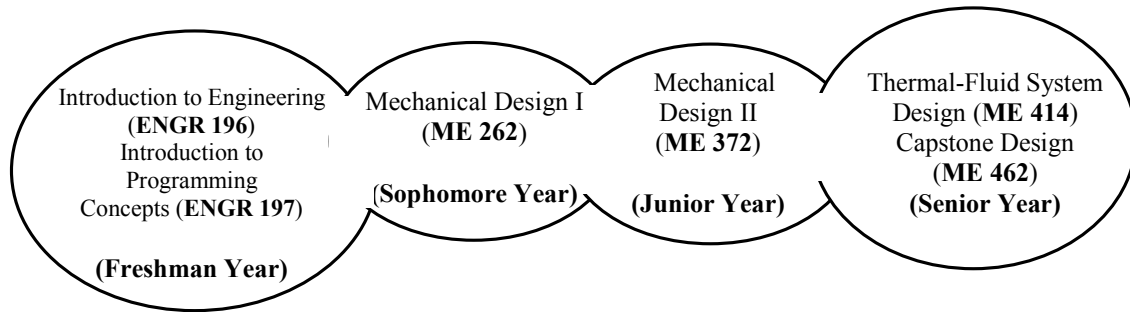 Introduction to Engineering
(ENGR 196)
Introduction to
Programming
Concepts (ENGR 197)
(Freshman Year)
Mechanical Design I
(ME 262)
(Sophomore Year)
Mechanical
Design II
(ME 372)
(Junior Year)
Thermal-Fluid System
Design (ME 414)
Capstone Design
(ME 462)
(Senior Year)